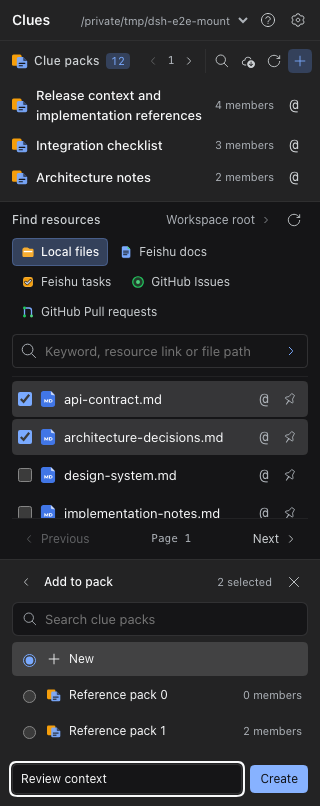 Clues /private/tmp/dsh-e2e-mount
Clue packs 12 1
Release context and
implementation references 4 members @
Integration checklist 3 members @
Architecture notes 2 members @
Find resources Workspace root
Local files Feishu docs
Feishu tasks GitHub Issues
GitHub Pull requests
Keyword, resource link or file path
MD api-contract.md @
MD architecture-decisions.md @
MD design-system.md @
MD implementation-notes.md @
Previous Page 1 Next
Add to pack 2 selected
Search clue packs
New
Reference pack 0 0 members
Reference pack 1 2 members
Review context Create